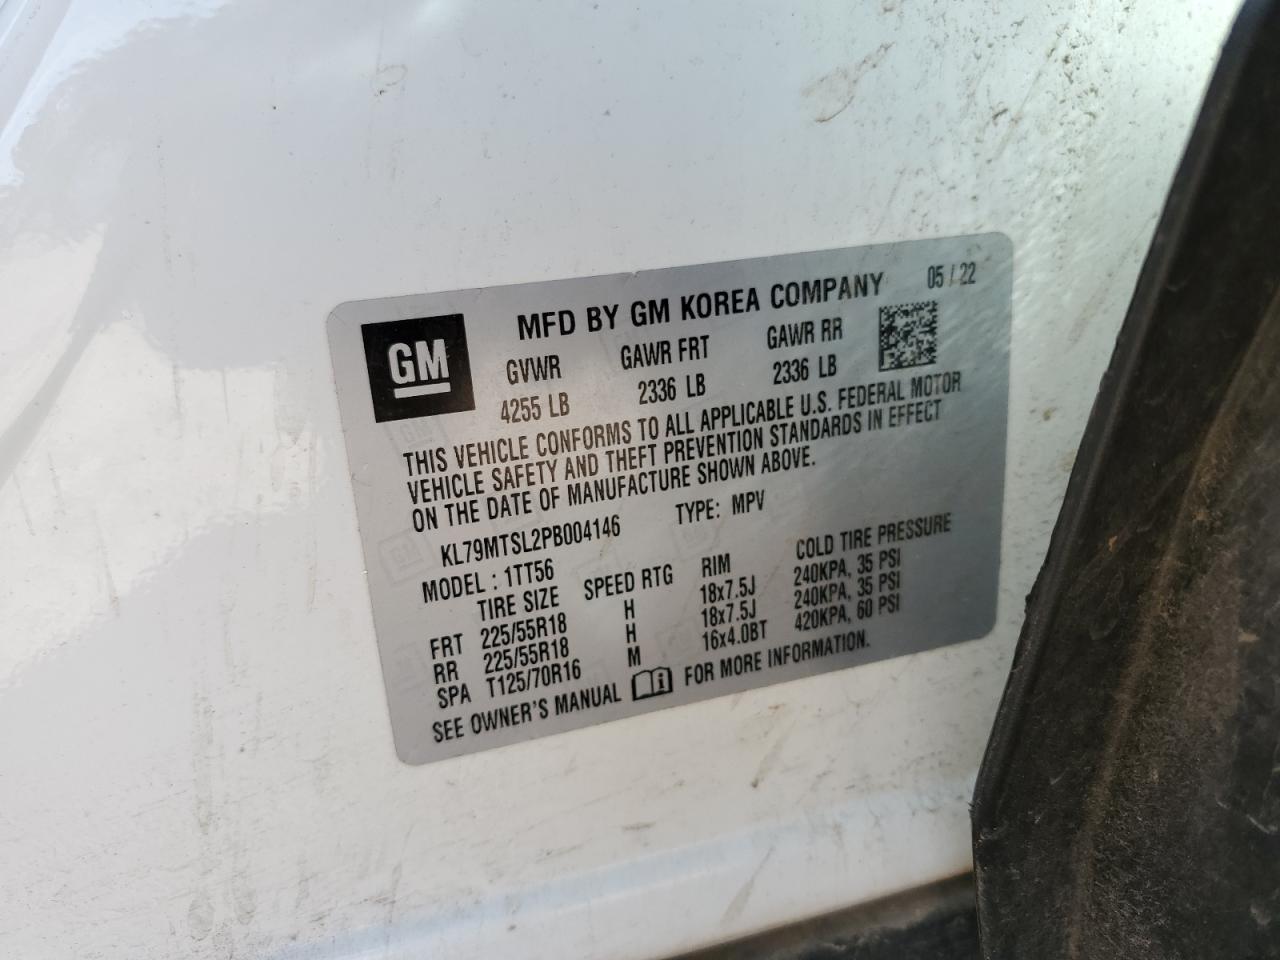 MFD BY GM KOREA COMPANY 05 / 22
GM
GVWR GAWR FRT GAWR RR
4255 LB 2336 LB 2336 LB
THIS VEHICLE CONFORMS TO ALL APPLICABLE U.S. FEDERAL MOTOR
VEHICLE SAFETY AND THEFT PREVENTION STANDARDS IN EFFECT
ON THE DATE OF MANUFACTURE SHOWN ABOVE.
KL79MTSL2PB004146 TYPE: MPV
MODEL : 1TT56
TIRE SIZE SPEED RTG RIM COLD TIRE PRESSURE
FRT 225/55R18 H 18x7.5J 240KPA, 35 PSI
RR 225/55R18 H 18x7.5J 240KPA, 35 PSI
SPA T125/70R16 M 16x4.0BT 420KPA, 60 PSI
SEE OWNER'S MANUAL FOR MORE INFORMATION.